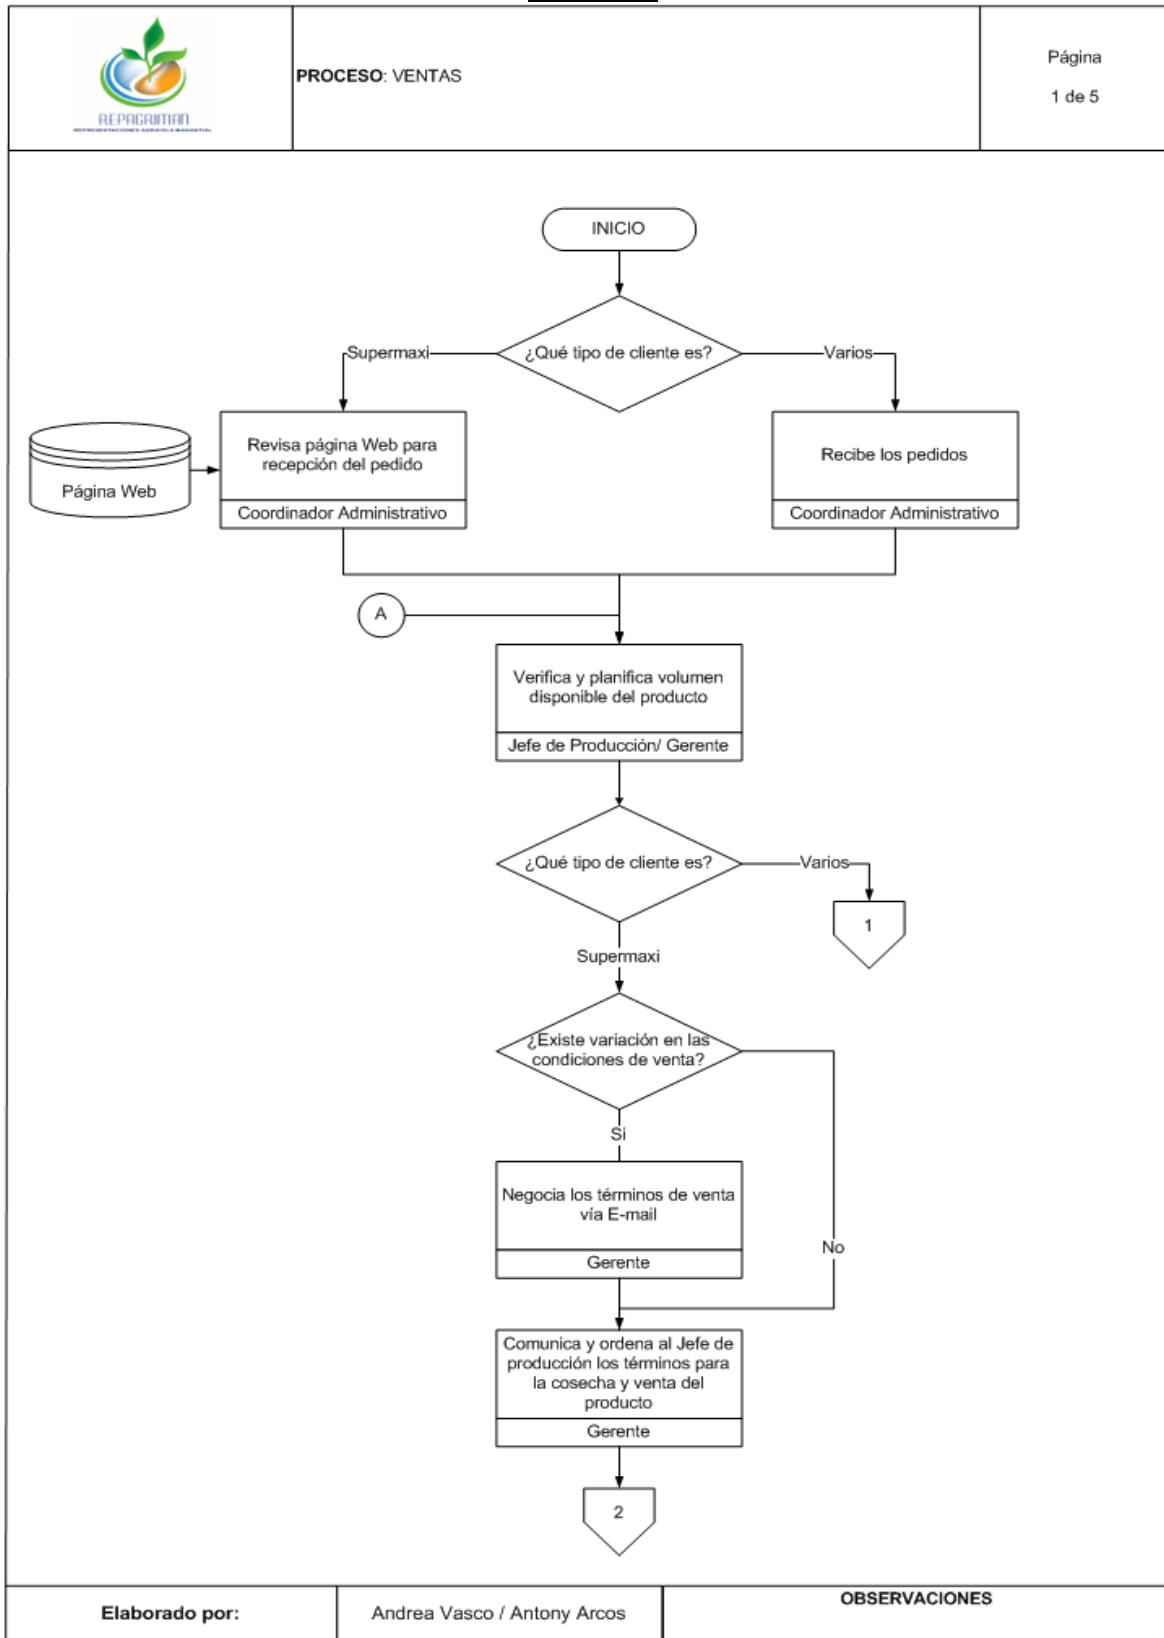 REPAGRIMAN
REPRESENTACIONES AGRICOLA MANANTIAL
PROCESO: VENTAS
Página
1 de 5
INICIO
¿Qué tipo de cliente es?
Supermaxi
Varios
Página Web
Revisa página Web para
recepción del pedido
Coordinador Administrativo
Recibe los pedidos
Coordinador Administrativo
A
Verifica y planifica volumen
disponible del producto
Jefe de Producción/ Gerente
¿Qué tipo de cliente es?
Varios
1
Supermaxi
¿Existe variación en las
condiciones de venta?
Si
Negocia los términos de venta
vía E-mail
Gerente
No
Comunica y ordena al Jefe de
producción los términos para
la cosecha y venta del
producto
Gerente
2
Elaborado por:
Andrea Vasco / Antony Arcos
OBSERVACIONES